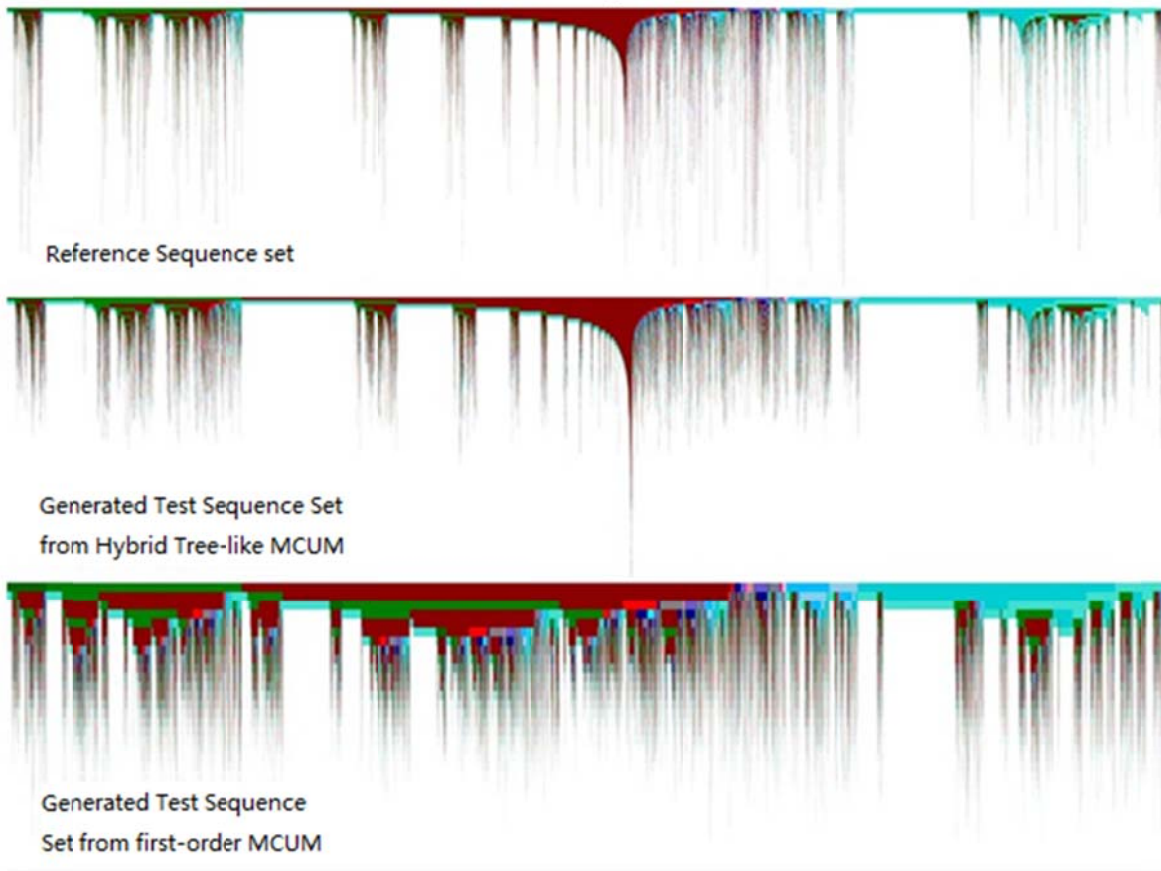 Reference Sequence set
Generated Test Sequence Set
from Hybrid Tree-like MCUM
Generated Test Sequence
Set from first-order MCUM